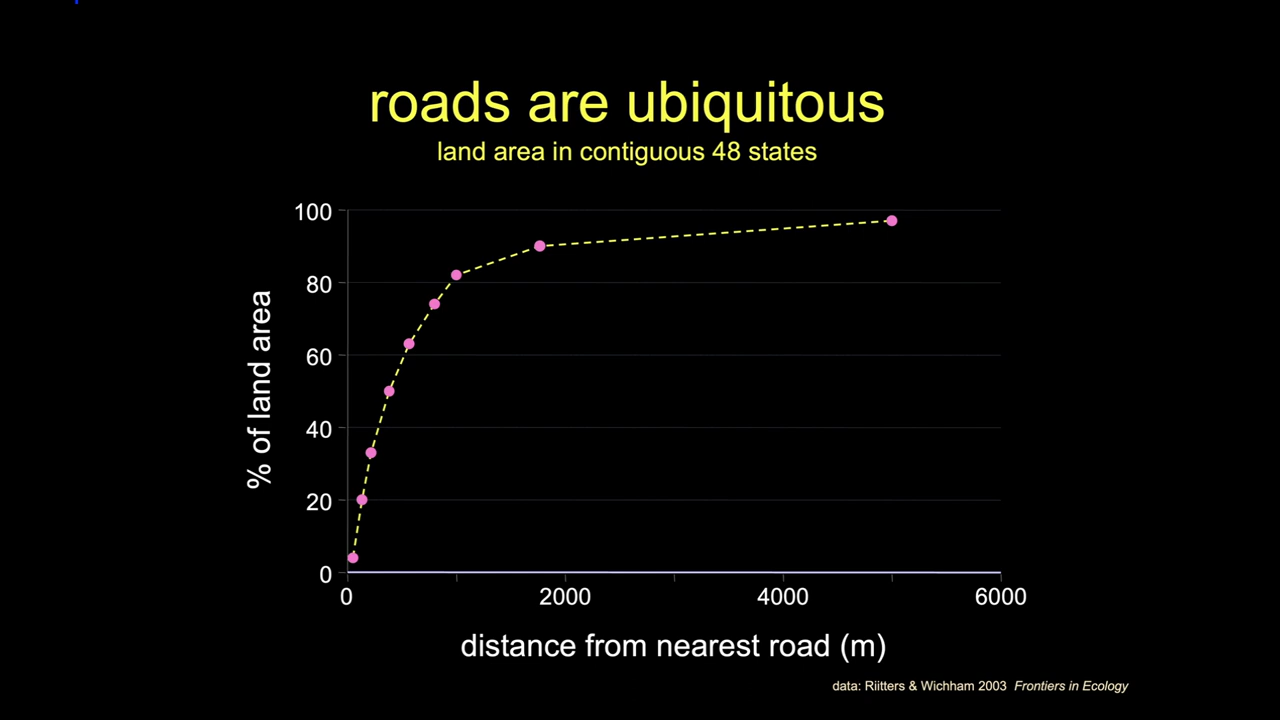 roads are ubiquitous
land area in contiguous 48 states
100
80
60
40
20
0
% of land area
0 2000 4000 6000
distance from nearest road (m)
data: Riitters & Wichham 2003 Frontiers in Ecology